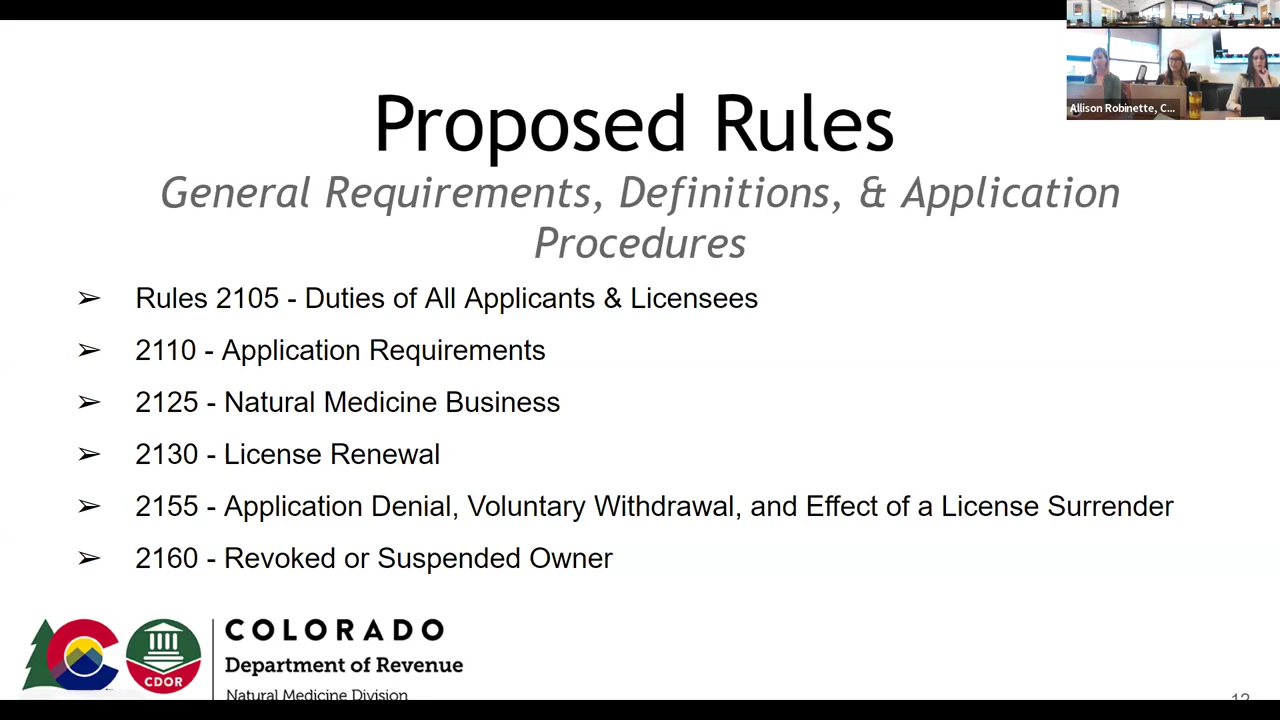 Proposed Rules
General Requirements, Definitions, & Application
Procedures
➢ Rules 2105 - Duties of All Applicants & Licensees
➢ 2110 - Application Requirements
➢ 2125 - Natural Medicine Business
➢ 2130 - License Renewal
➢ 2155 - Application Denial, Voluntary Withdrawal, and Effect of a License Surrender
➢ 2160 - Revoked or Suspended Owner
Allison Robinette, C...
CDOR
COLORADO
Department of Revenue
Natural Medicine Division
12